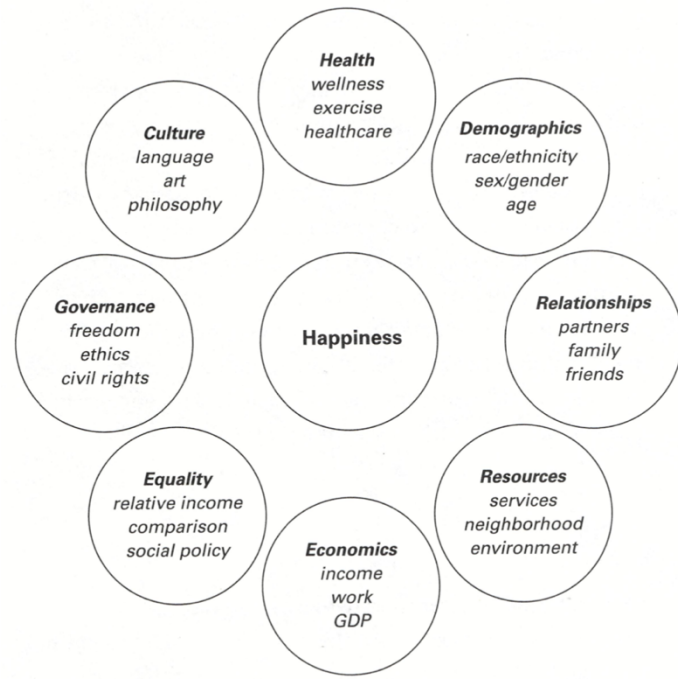 Health
wellness
exercise
healthcare
Demographics
race/ethnicity
sex/gender
age
Relationships
partners
family
friends
Resources
services
neighborhood
environment
Economics
income
work
GDP
Equality
relative income
comparison
social policy
Governance
freedom
ethics
civil rights
Culture
language
art
philosophy
Happiness